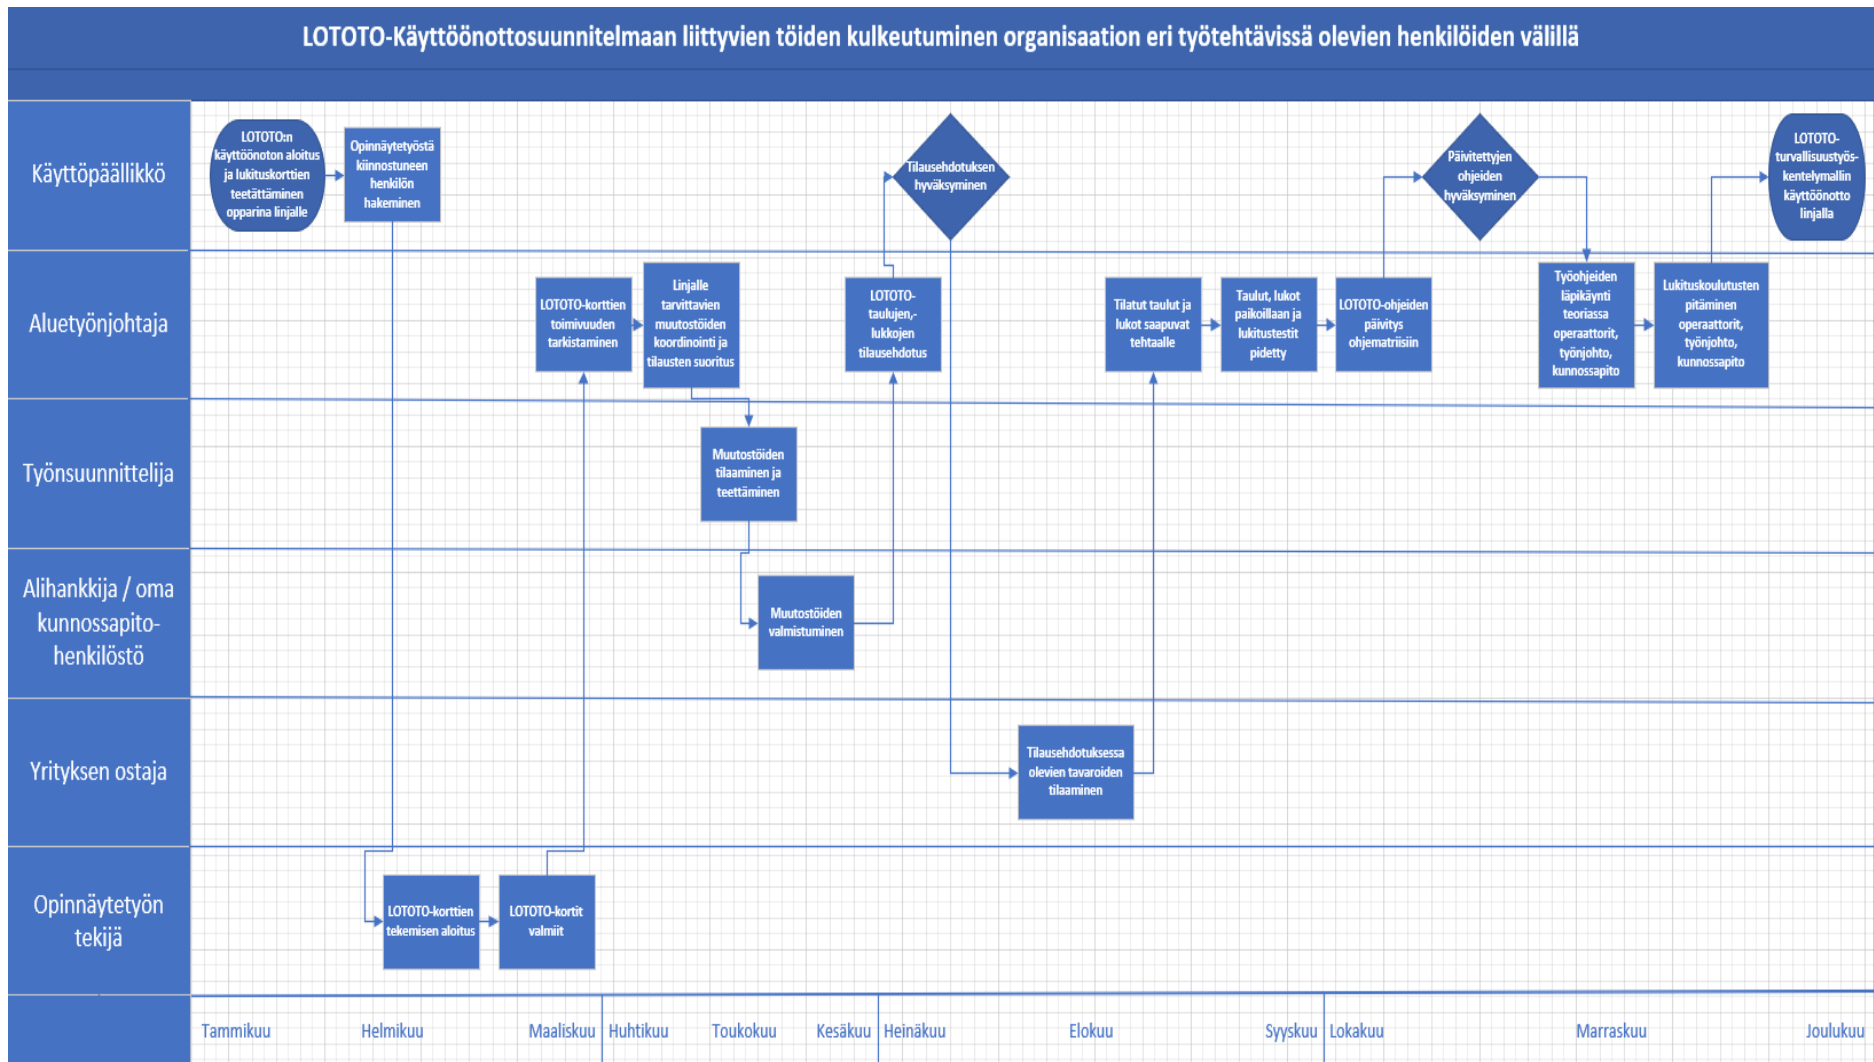 LOTOTO-Käyttöönottosuunnitelmaan liittyvien töiden kulkeutuminen organisaation eri työtehtävissä olevien henkilöiden välillä
Käyttöpäällikkö
LOTOTO:n
käyttöönoton aloitus
ja lukituskorttien
teetättäminen
opparina linjalle
Opinnäytetyöstä
kiinnostuneen
henkilön
hakeminen
Tilausehdotuksen
hyväksyminen
Päivitettyjen
ohjeiden
hyväksyminen
LOTOTO-
turvallisuustyös-
kentelymallin
käyttöönotto
linjalla
Aluetyönjohtaja
LOTOTO-korttien
toimivuuden
tarkistaminen
Linjalle
tarvittavien
muutostöiden
koordinointi ja
tilausten suoritus
LOTOTO-
taulujen,-
lukkojen
tilausehdotus
Tilatut taulut ja
lukot saapuvat
tehtaalle
Taulut, lukot
paikoillaan ja
lukitustestit
pidetty
LOTOTO-ohjeiden
päivitys
ohjematriisiin
Työohjeiden
läpikäynti
teoriassa
operaattorit,
työnjohto,
kunnossapito
Lukituskoulutusten
pitäminen
operaattorit,
työnjohto,
kunnossapito
Työnsuunnittelija
Muutostöiden
tilaaminen ja
teettäminen
Alihankkija / oma
kunnossapito-
henkilöstö
Muutostöiden
valmistuminen
Yrityksen ostaja
Tilausehdotuksessa
olevien tavaroiden
tilaaminen
Opinnäytetyön
tekijä
LOTOTO-korttien
tekemisen aloitus
LOTOTO-kortit
valmiit
Tammikuu Helmikuu Maaliskuu Huhtikuu Toukokuu Kesäkuu Heinäkuu Elokuu Syyskuu Lokakuu Marraskuu Joulukuu